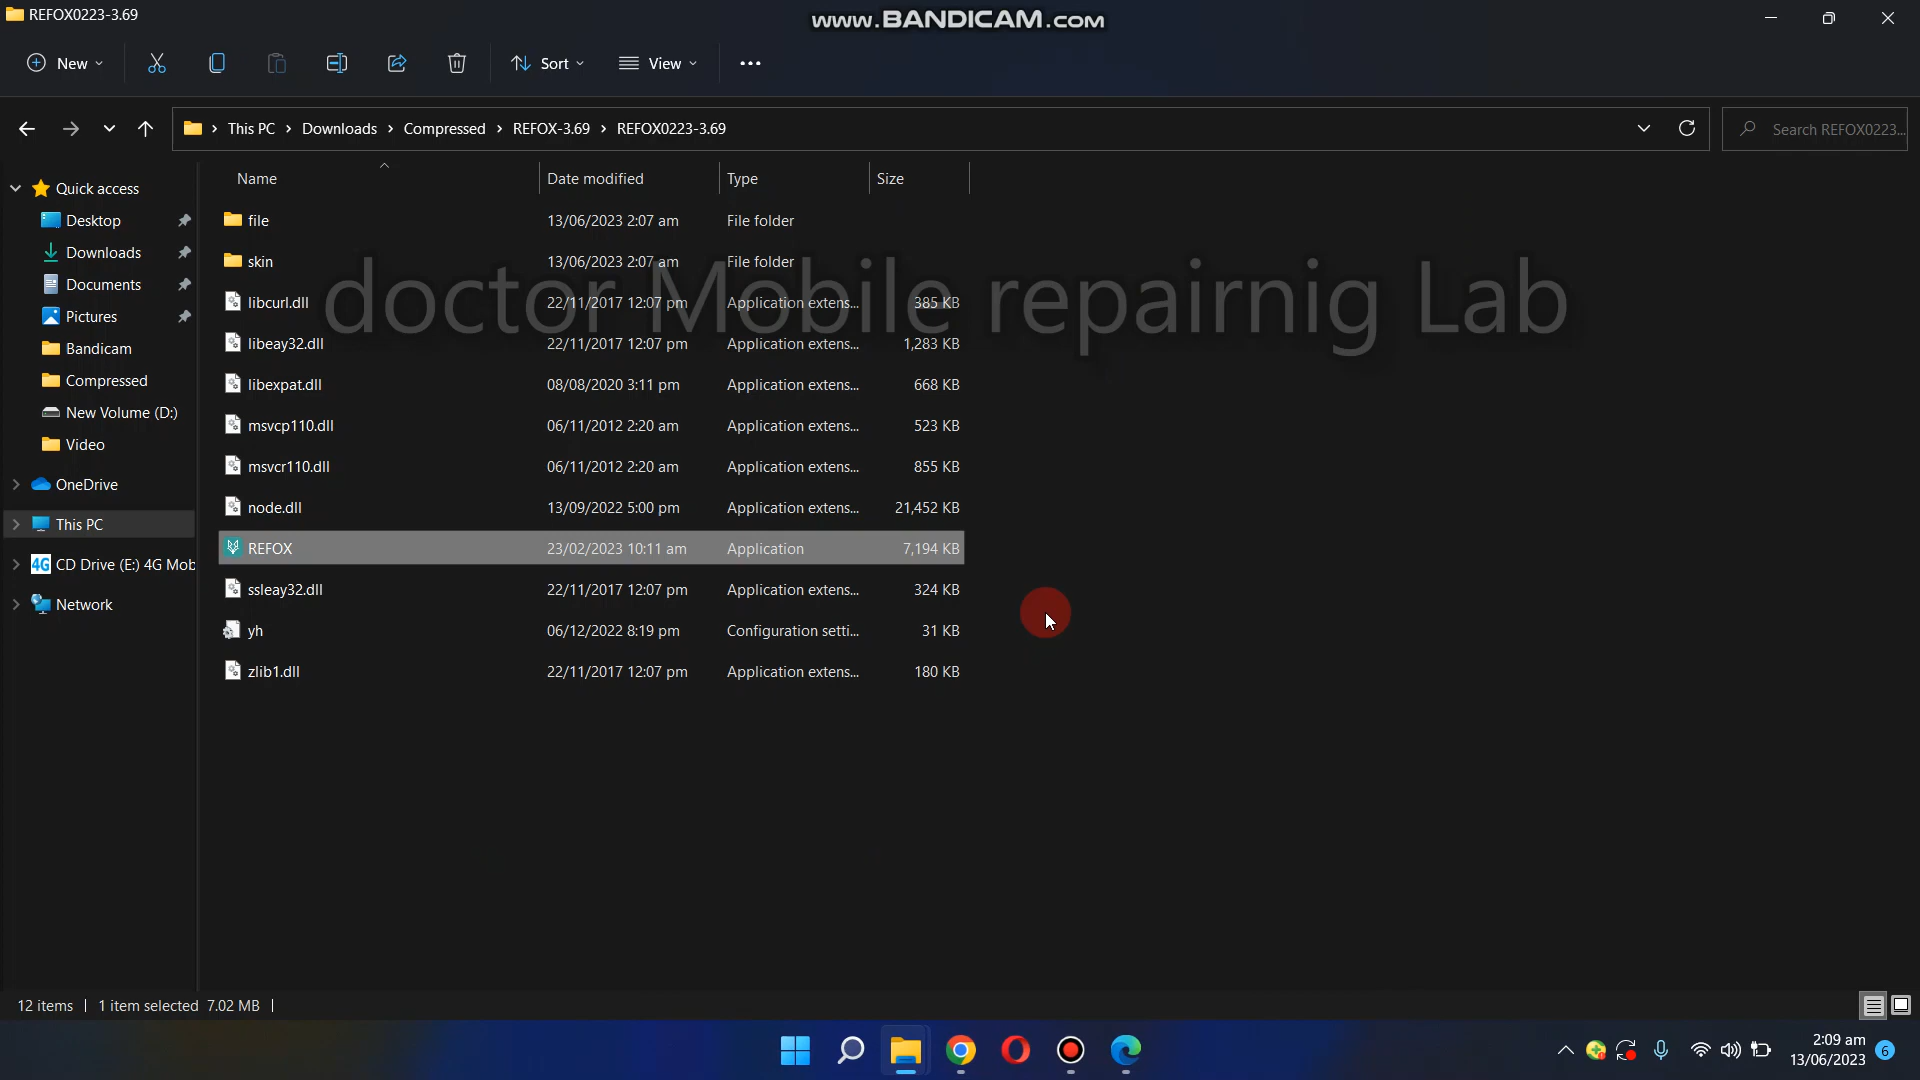 REFOX0223-3.69
www.BANDICAM.COM
New
Sort
View
This PC > Downloads > Compressed > REFOX-3.69 > REFOX0223-3.69
Search REFOX0223...
Name Date modified Type Size
Quick access
Desktop
Downloads
Documents
Pictures
Bandicam
Compressed
New Volume (D:)
Video
OneDrive
This PC
4G CD Drive (E:) 4G Mob
Network
file 13/06/2023 2:07 am File folder
skin 13/06/2023 2:07 am File folder
doctor Mobile repairnig Lab
libcurl.dll 22/11/2017 12:07 pm Application extens... 385 KB
libeay32.dll 22/11/2017 12:07 pm Application extens... 1,283 KB
libexpat.dll 08/08/2020 3:11 pm Application extens... 668 KB
msvcp110.dll 06/11/2012 2:20 am Application extens... 523 KB
msvcr110.dll 06/11/2012 2:20 am Application extens... 855 KB
node.dll 13/09/2022 5:00 pm Application extens... 21,452 KB
REFOX 23/02/2023 10:11 am Application 7,194 KB
ssleay32.dll 22/11/2017 12:07 pm Application extens... 324 KB
yh 06/12/2022 8:19 pm Configuration setti... 31 KB
zlib1.dll 22/11/2017 12:07 pm Application extens... 180 KB
12 items 1 item selected 7.02 MB
2:09 am
13/06/2023 6